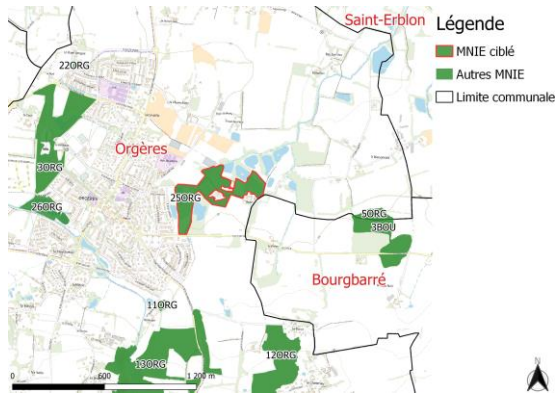 Saint-Erblon
Légende
MNIE ciblé
Autres MNIE
Limite communale
22ORG
Orgères
3ORG
25ORG
26ORG
5ORG
3BOU
Bourgbarré
11ORG
13ORG
12ORG
0 600 1 200 m